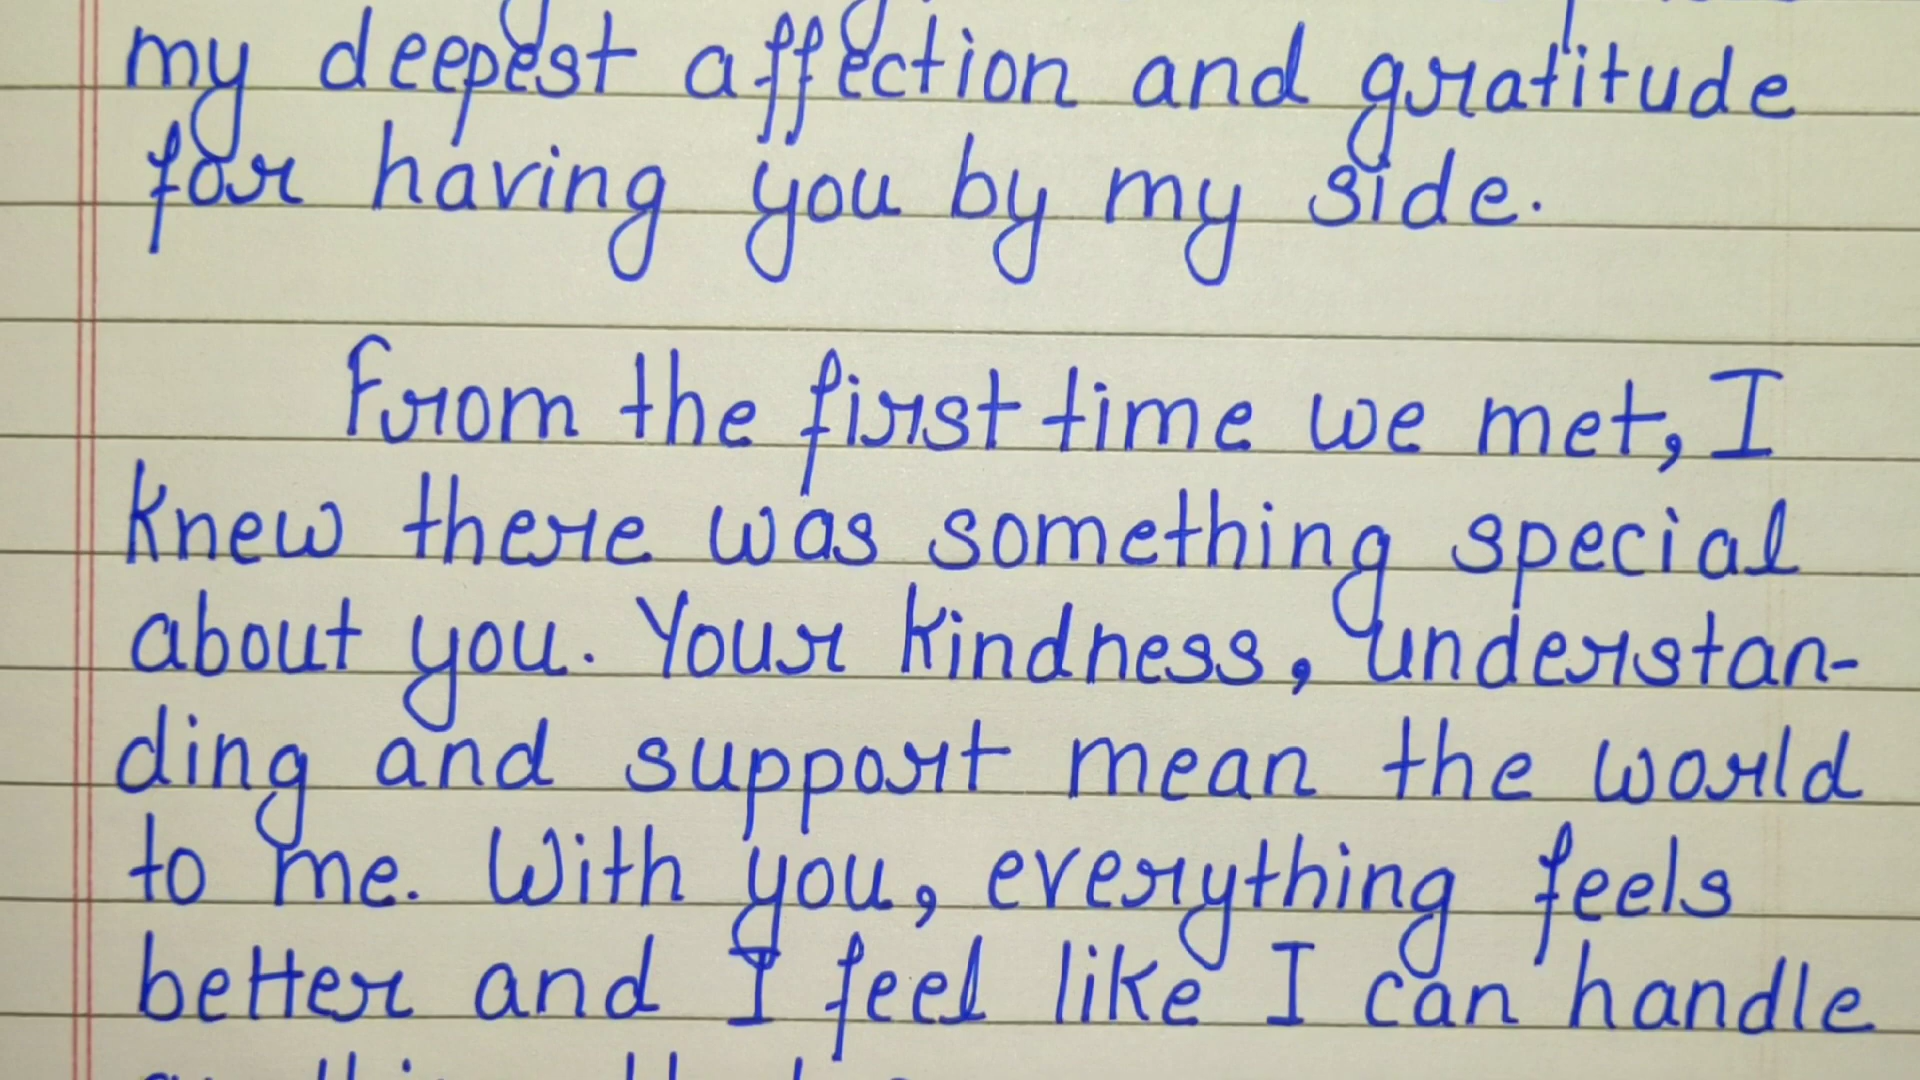 my deepest affection and gratitude
for having you by my side.
From the first time we met, I
knew there was something special
about you. Your kindness, understan-
ding and support mean the world
to me. With you, everything feels
better and I feel like I can handle